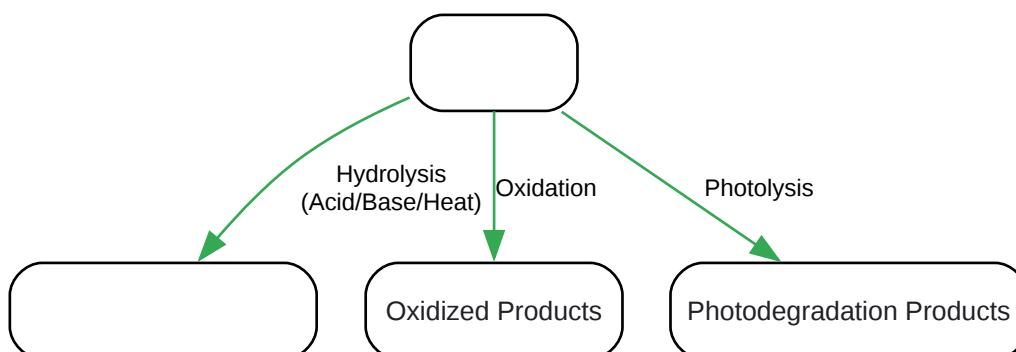 Hydrolysis
(Acid/Base/Heat)
Oxidation
Photolysis
Oxidized Products
Photodegradation Products